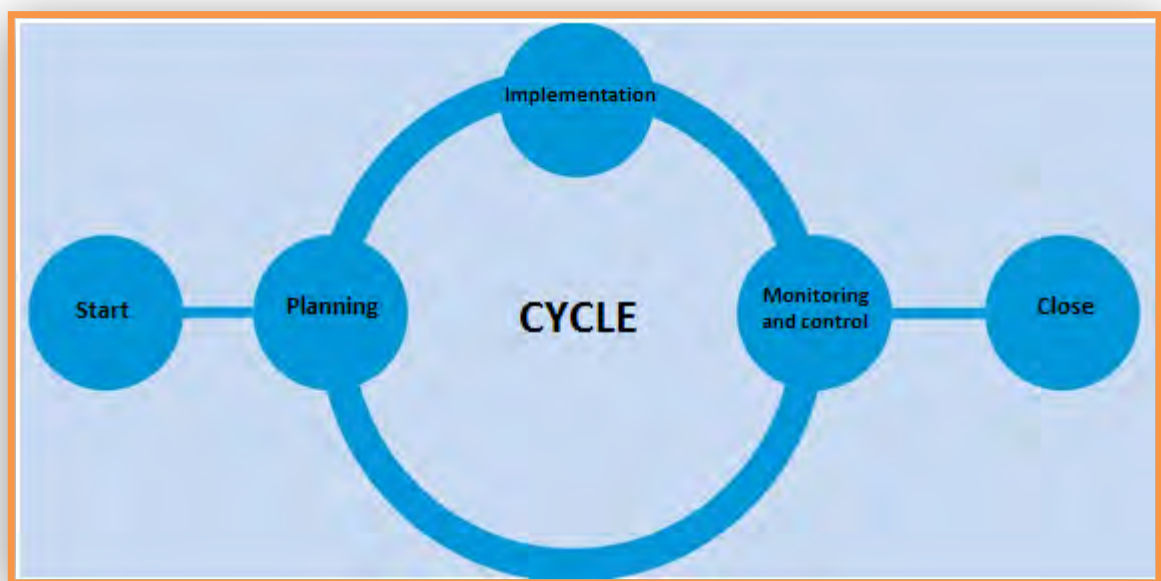 Implementation
Start
Planning
CYCLE
Monitoring
and control
Close